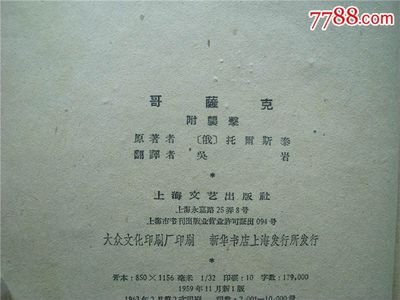 7788.com
哥薩克
附襲擊
原著者 〔俄〕托爾斯泰
翻譯者 吳岩
*
上海文艺出版社
上海永嘉路25弄8号
上海市书刊出版业营业许可証出094号
大众文化印刷厂印刷 新华书店上海发行所发行
*
开本:850×1156 毫米 1/32 印張:10 字数:179,000
1959年11月新1版